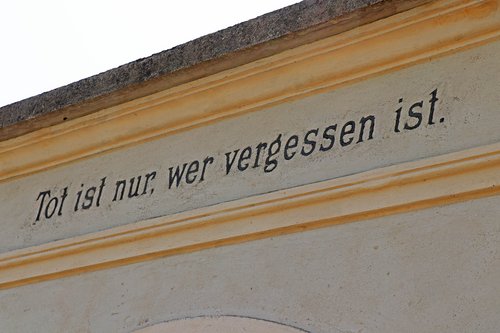 Tot ist nur, wer vergessen ist.